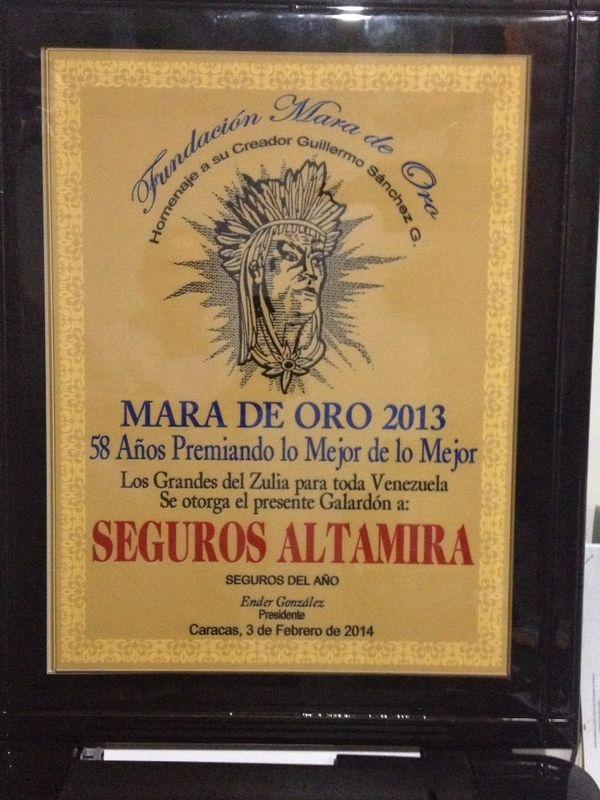 Fundación Mara de Oro
Homenaje a su Creador Guillermo Sánchez G.
MARA DE ORO 2013
58 Años Premiando lo Mejor de lo Mejor
Los Grandes del Zulia para toda Venezuela
Se otorga el presente Galardón a:
SEGUROS ALTAMIRA
SEGUROS DEL AÑO
Ender González
Presidente
Caracas, 3 de Febrero de 2014